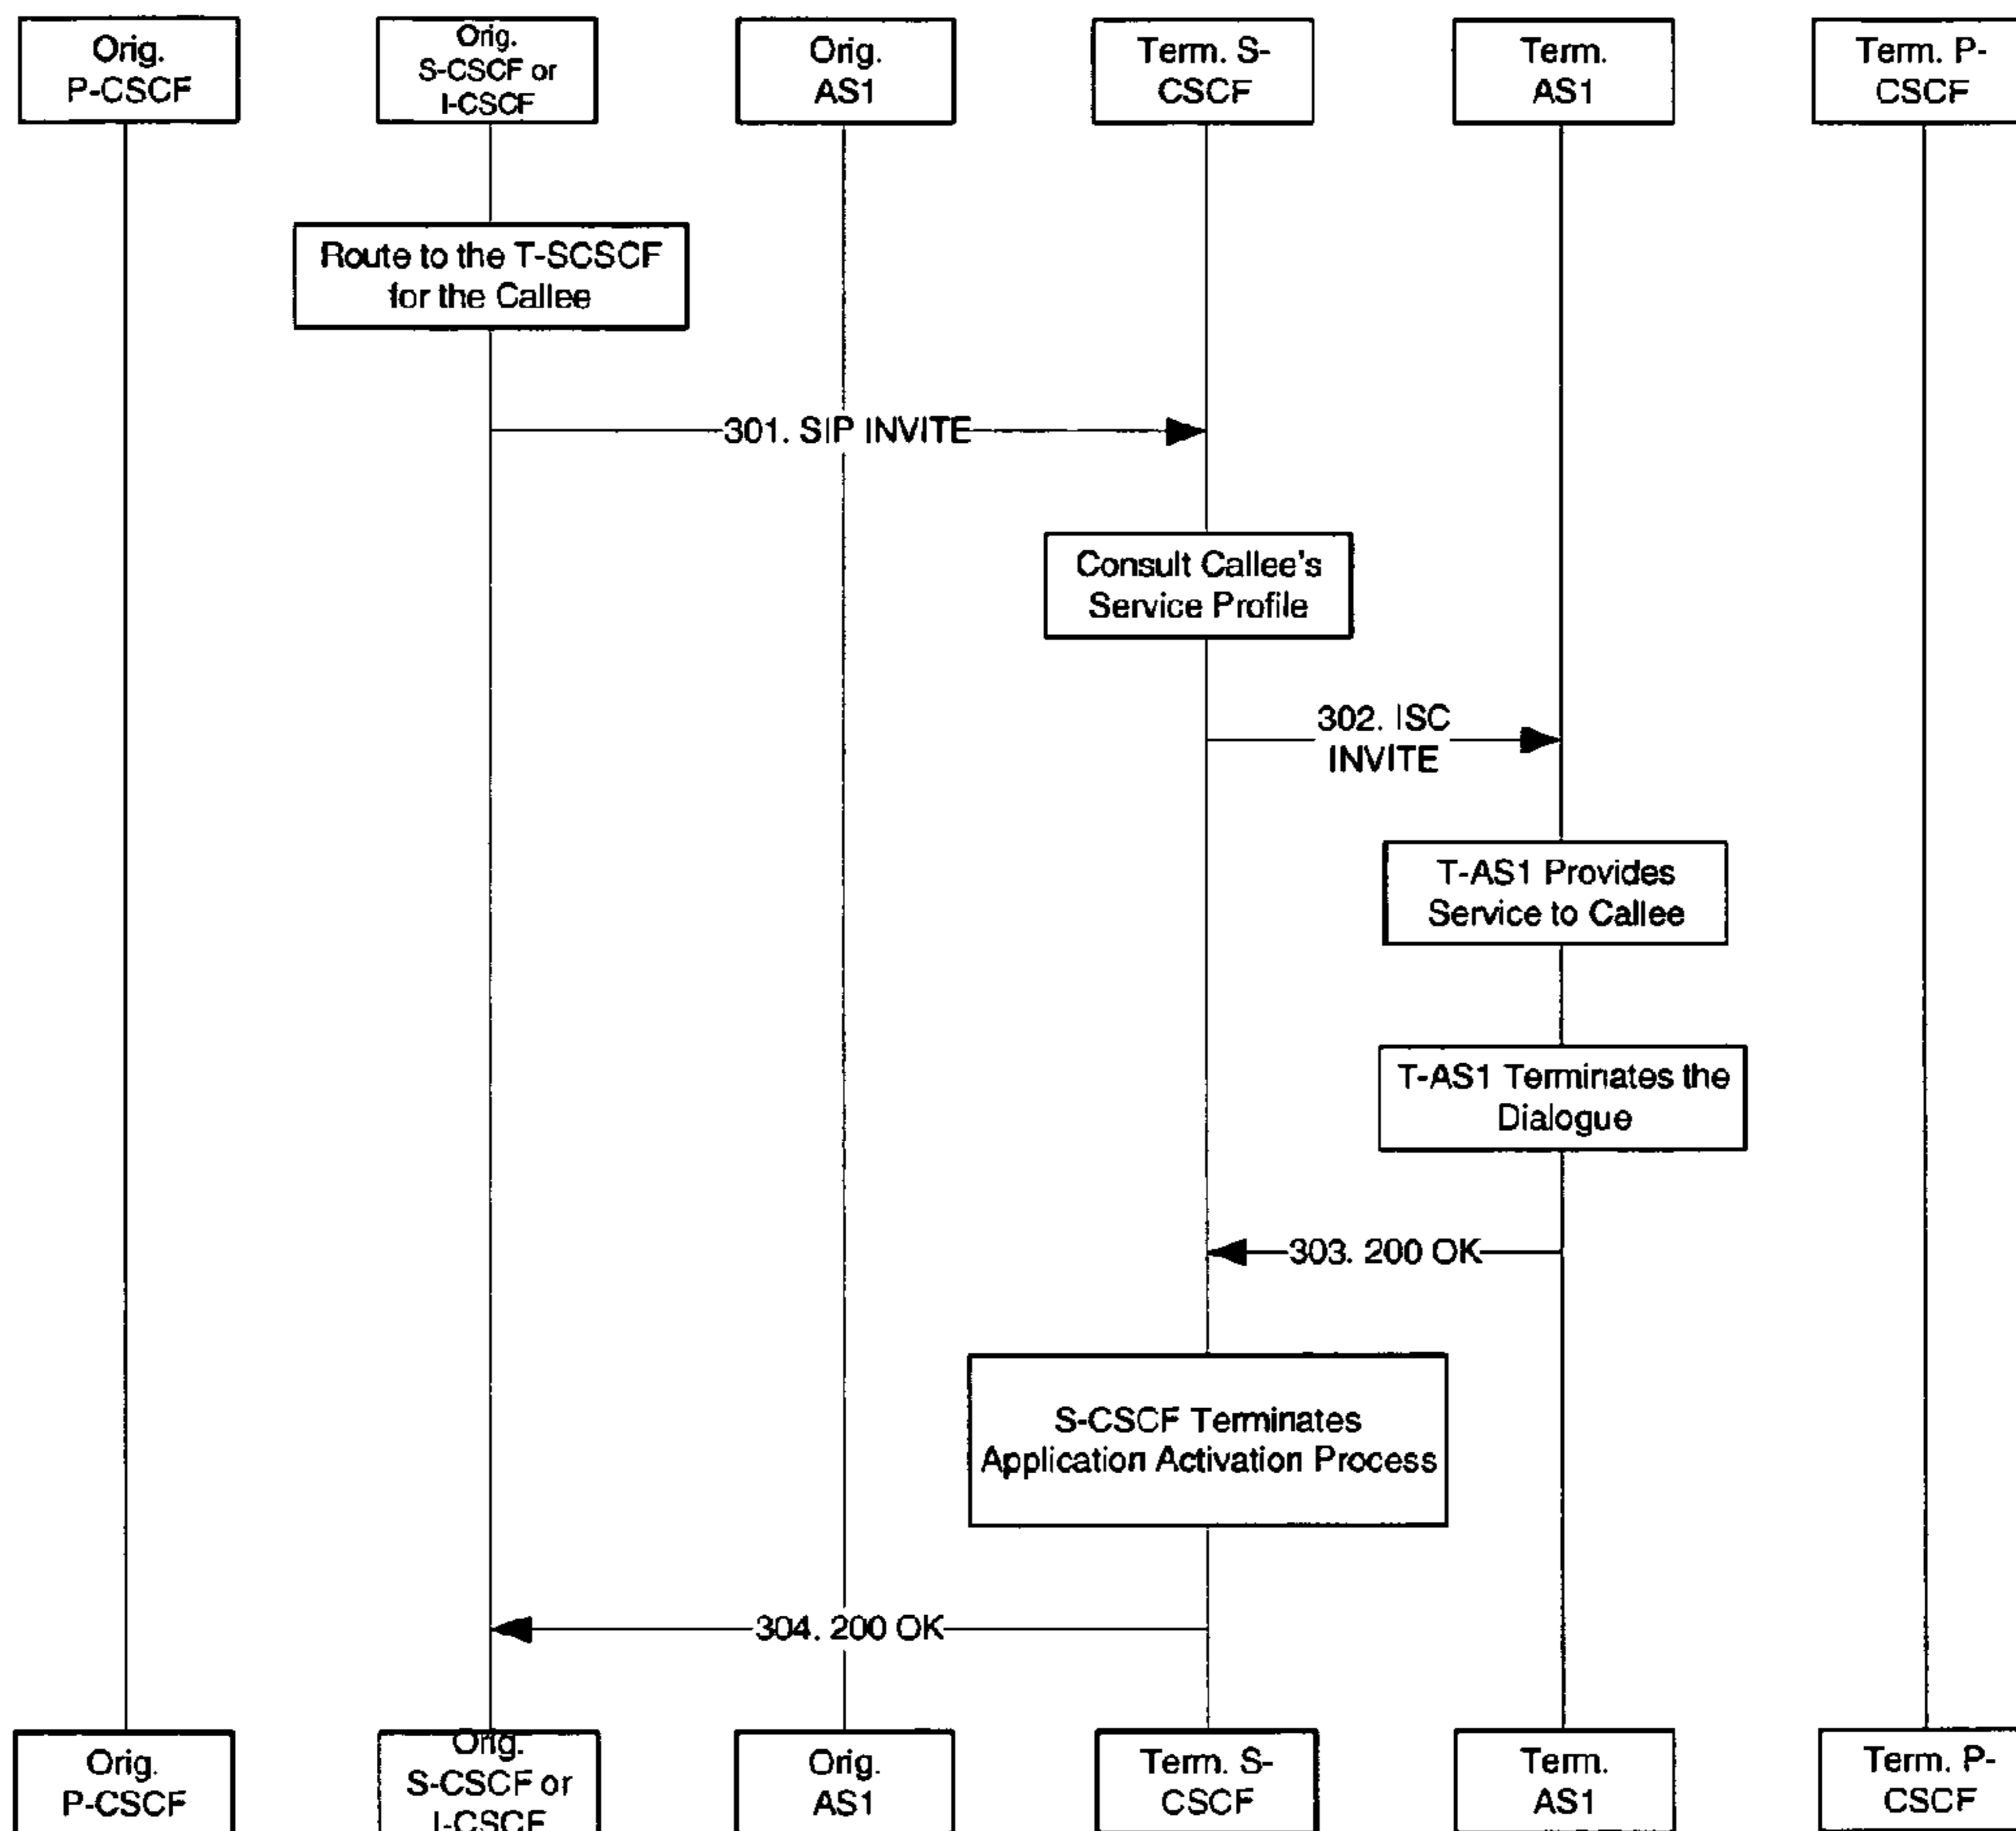 Orig.
P-CSCF
Orig.
S-CSCF or
I-CSCF
Orig.
AS1
Term. S-
CSCF
Term.
AS1
Term. P-
CSCF
Route to the T-SCSCF
for the Callee
301. SIP INVITE
Consult Callee's
Service Profile
302. ISC
INVITE
T-AS1 Provides
Service to Callee
T-AS1 Terminates the
Dialogue
303. 200 OK
S-CSCF Terminates
Application Activation Process
304. 200 OK
Orig.
P-CSCF
Orig.
S-CSCF or
I-CSCF
Orig.
AS1
Term. S-
CSCF
Term.
AS1
Term. P-
CSCF